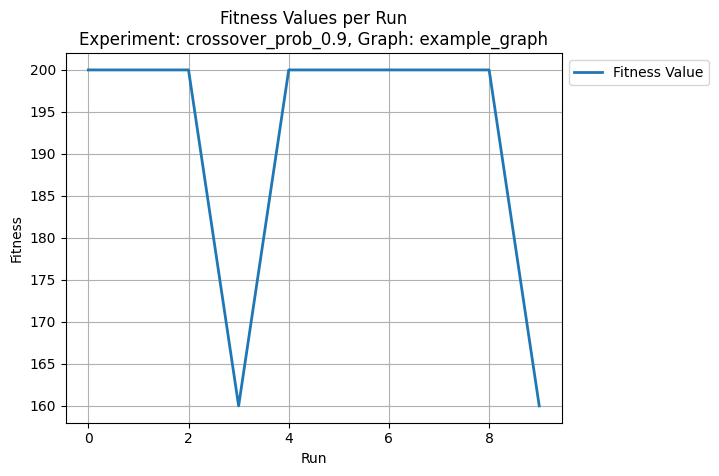 Fitness Values per Run
Experiment: crossover_prob_0.9, Graph: example_graph
Fitness Value
200
195
190
185
180
175
170
165
160
Fitness
0 2 4 6 8
Run